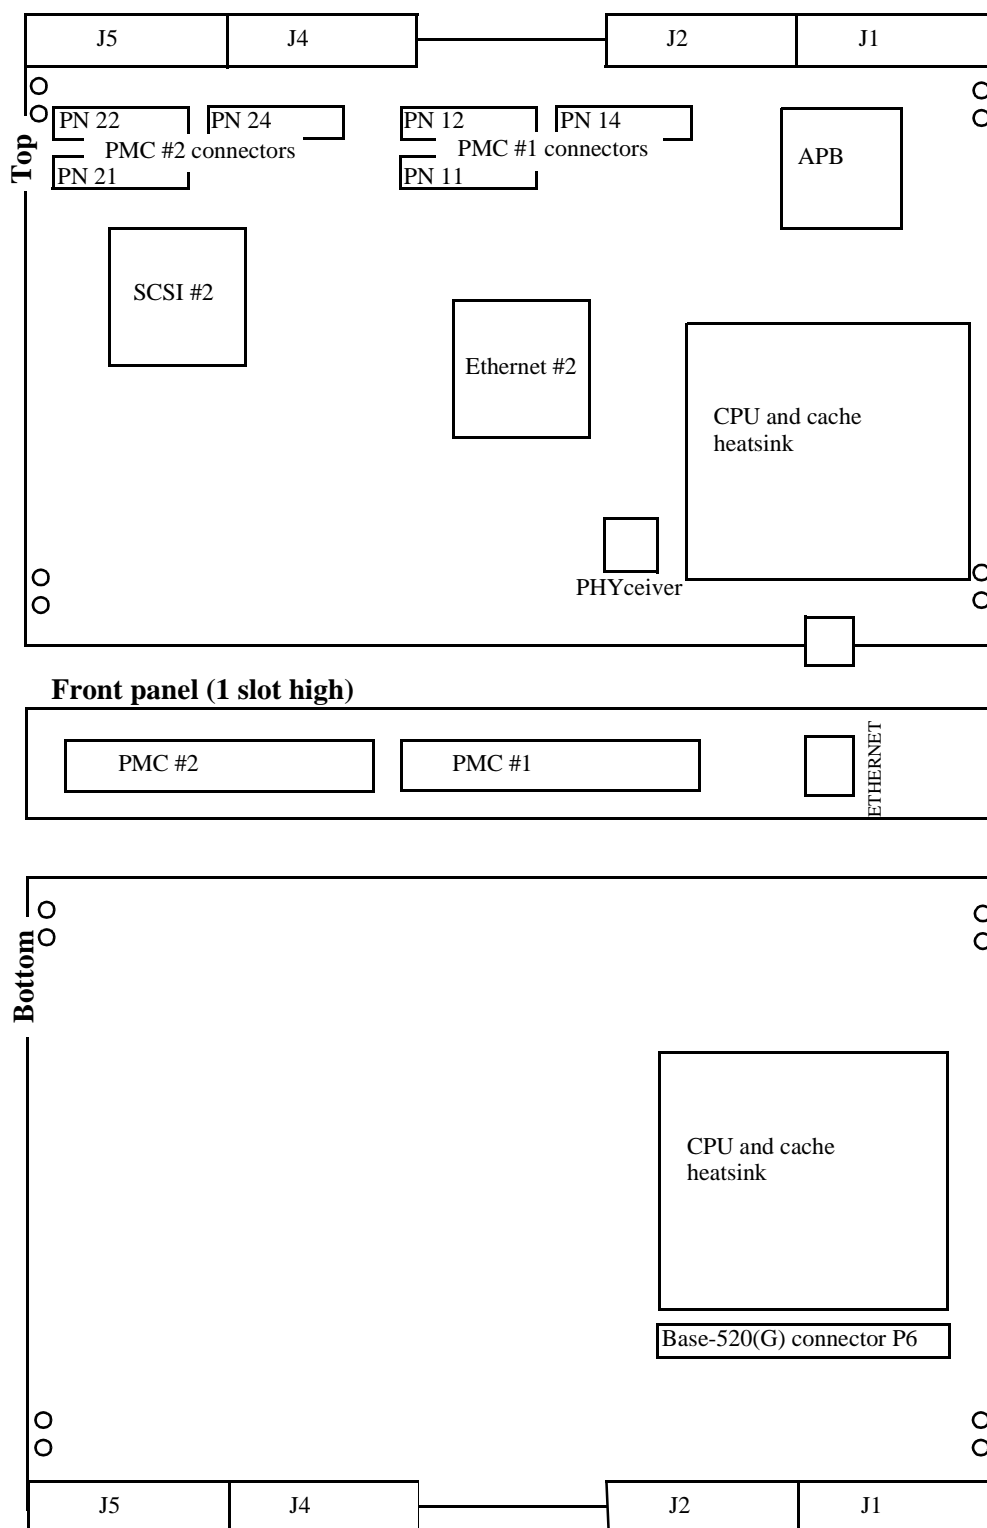 J5
J4
J2
J1
Top
PN 22
PN 24
PN 12
PN 14
PMC #2 connectors
PMC #1 connectors
PN 21
PN 11
APB
SCSI #2
Ethernet #2
CPU and cache
heatsink
PHYceiver
Front panel (1 slot high)
PMC #2
PMC #1
ETHERNET
Bottom
CPU and cache
heatsink
Base-520(G) connector P6
J5
J4
J2
J1